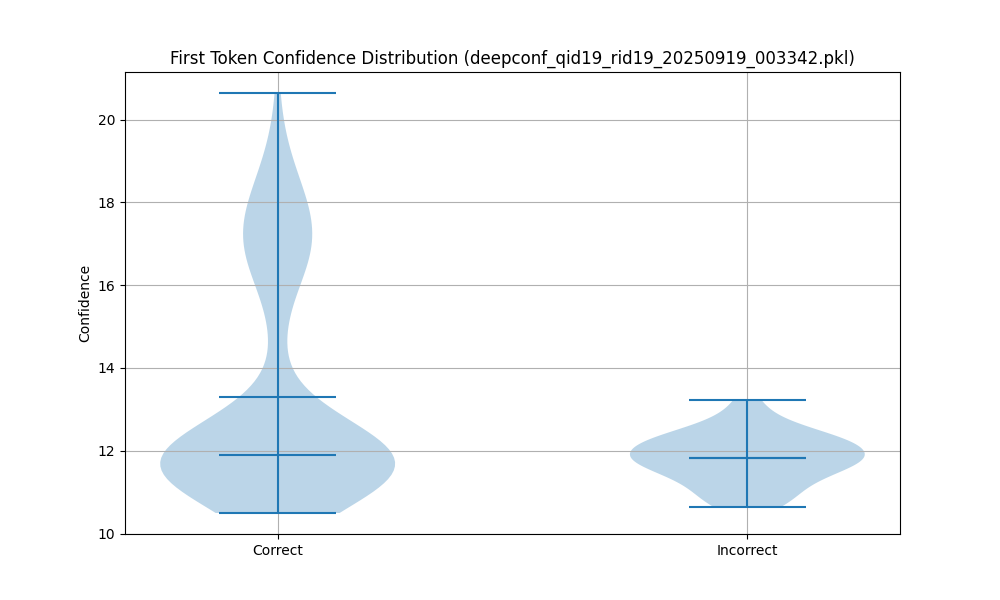 First Token Confidence Distribution (deepconf_qid19_rid19_20250919_003342.pkl)
Confidence
20
18
16
14
12
10
Correct
Incorrect